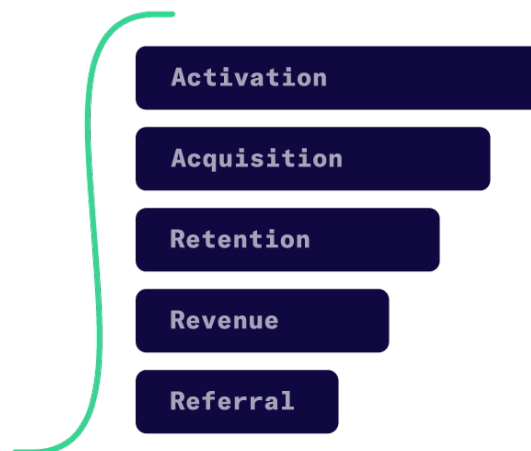 Activation
Acquisition
Retention
Revenue
Referral